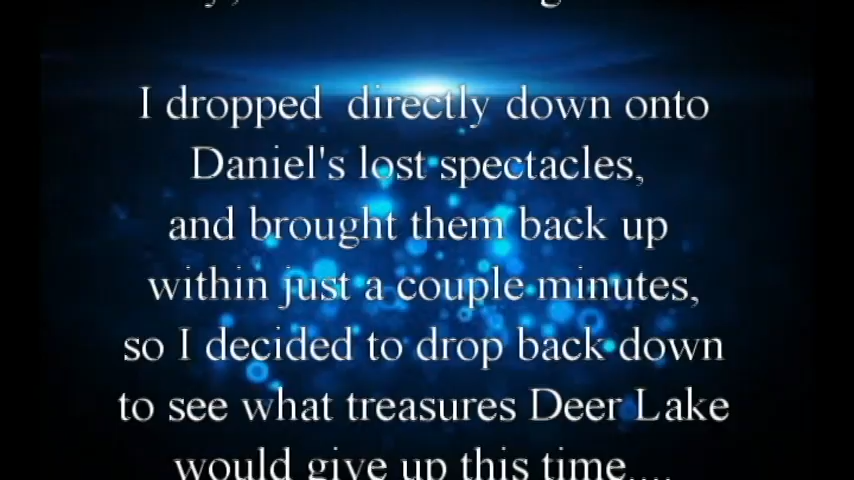 I dropped directly down onto
Daniel's lost spectacles,
and brought them back up
within just a couple minutes,
so I decided to drop back down
to see what treasures Deer Lake
would give up this time....